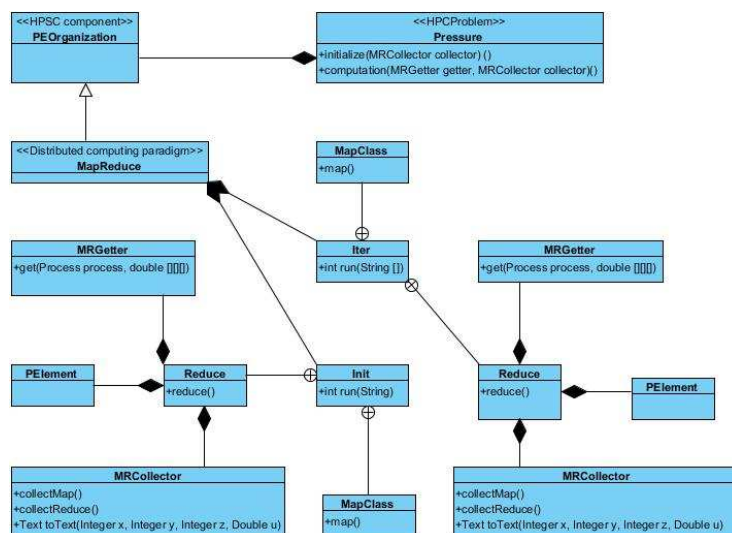 <<HPSC component>>
PEOrganization
<<HPCProblem>>
Pressure
+initialize(MRCollector collector) ()
+computation(MRGetter getter, MRCollector collector)()
<<Distributed computing paradigm>>
MapReduce
MapClass
+map()
MRGetter
+get(Process process, double [][][])
Iter
+int run(String [])
MRGetter
+get(Process process, double [][][])
PElement
Reduce
+reduce()
Init
+int run(String)
Reduce
+reduce()
PElement
MRCollector
+collectMap()
+collectReduce()
+Text toText(Integer x, Integer y, Integer z, Double u)
MapClass
+map()
MRCollector
+collectMap()
+collectReduce()
+Text toText(Integer x, Integer y, Integer z, Double u)